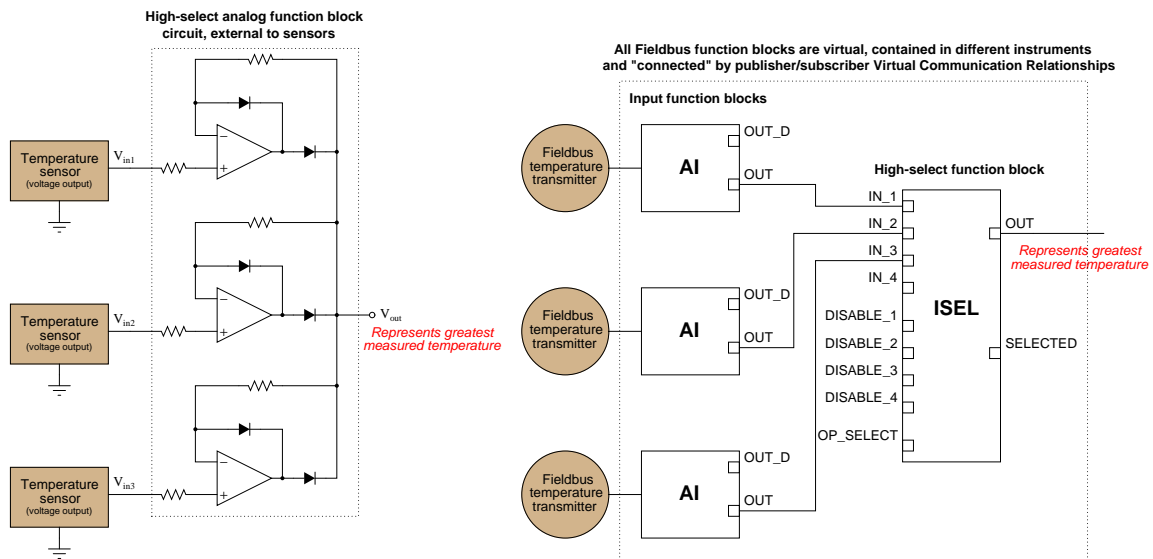 High-select analog function block
circuit, external to sensors
Temperature
sensor
(voltage output)
Vin1
−
+
Temperature
sensor
(voltage output)
Vin2
−
+
Vout
Represents greatest
measured temperature
Temperature
sensor
(voltage output)
Vin3
−
+
All Fieldbus function blocks are virtual, contained in different instruments
and "connected" by publisher/subscriber Virtual Communication Relationships
Input function blocks
Fieldbus
temperature
transmitter
AI
OUT_D
OUT
Fieldbus
temperature
transmitter
AI
OUT_D
OUT
Fieldbus
temperature
transmitter
AI
OUT_D
OUT
High-select function block
IN_1
IN_2
IN_3
IN_4
DISABLE_1
DISABLE_2
DISABLE_3
DISABLE_4
OP_SELECT
ISEL
OUT
Represents greatest
measured temperature
SELECTED